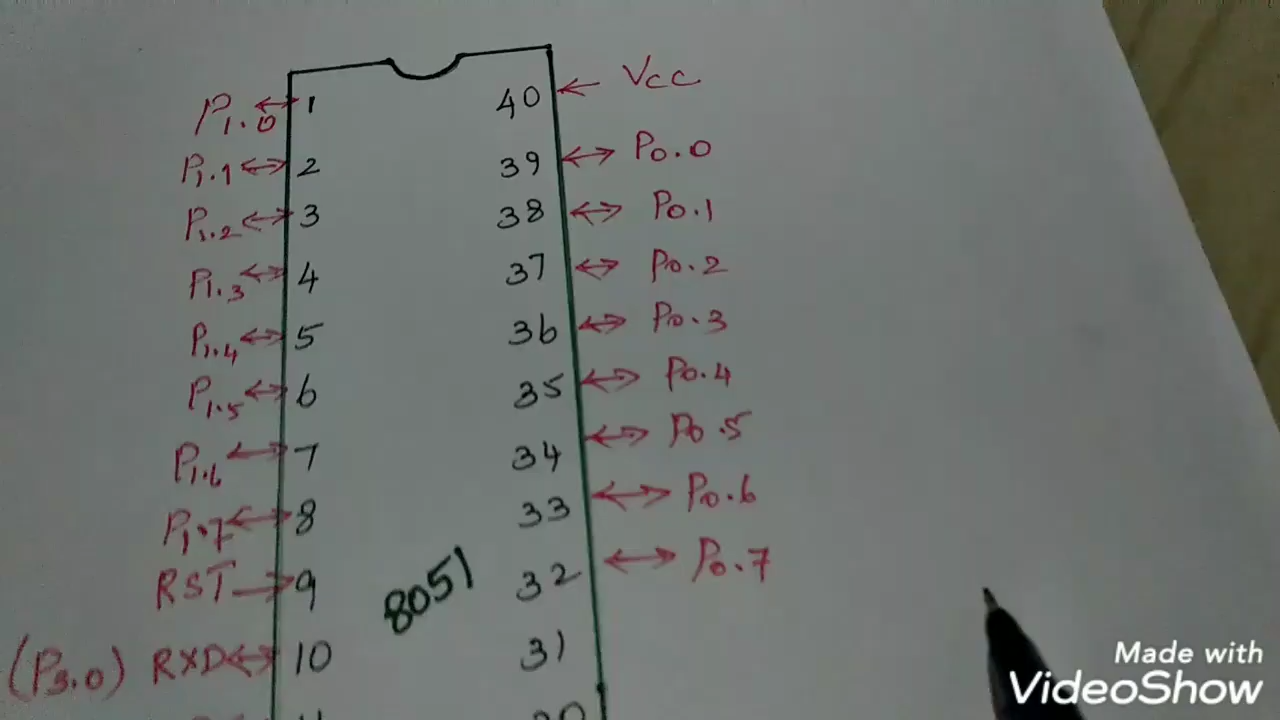 P1.0 1 40 Vcc
P1.1 2 39 P0.0
P1.2 3 38 P0.1
P1.3 4 37 P0.2
P1.4 5 36 P0.3
P1.5 6 35 P0.4
P1.6 7 34 P0.5
P1.7 8 33 P0.6
RST 9 8051 32 P0.7
(P3.0) RXD 10 31
Made with
VideoShow